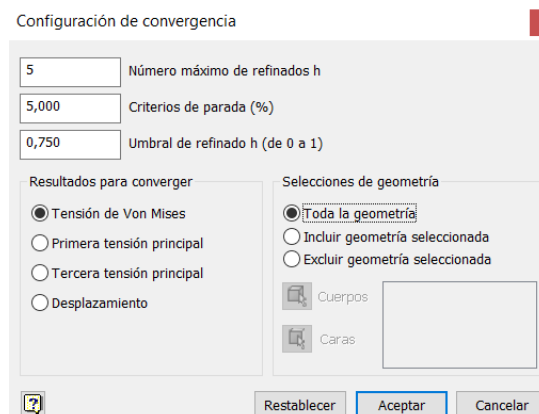 Configuración de convergencia
5 Número máximo de refinados h
5,000 Criterios de parada (%)
0,750 Umbral de refinado h (de 0 a 1)
Resultados para converger
Tensión de Von Mises
Primera tensión principal
Tercera tensión principal
Desplazamiento
Selecciones de geometría
Toda la geometría
Incluir geometría seleccionada
Excluir geometría seleccionada
Cuerpos
Caras
?
Restablecer Aceptar Cancelar